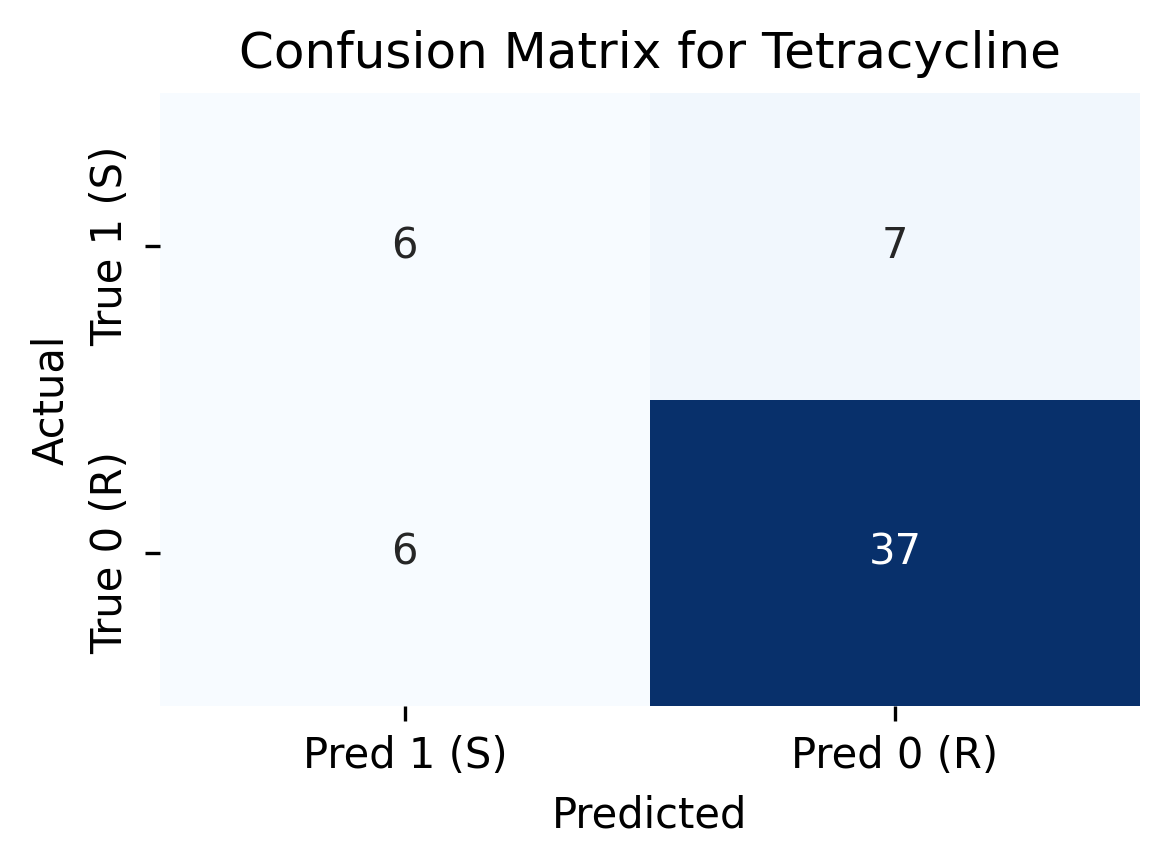 Confusion Matrix for Tetracycline
Actual
True 1 (S)
6
7
True 0 (R)
6
37
Pred 1 (S)
Pred 0 (R)
Predicted